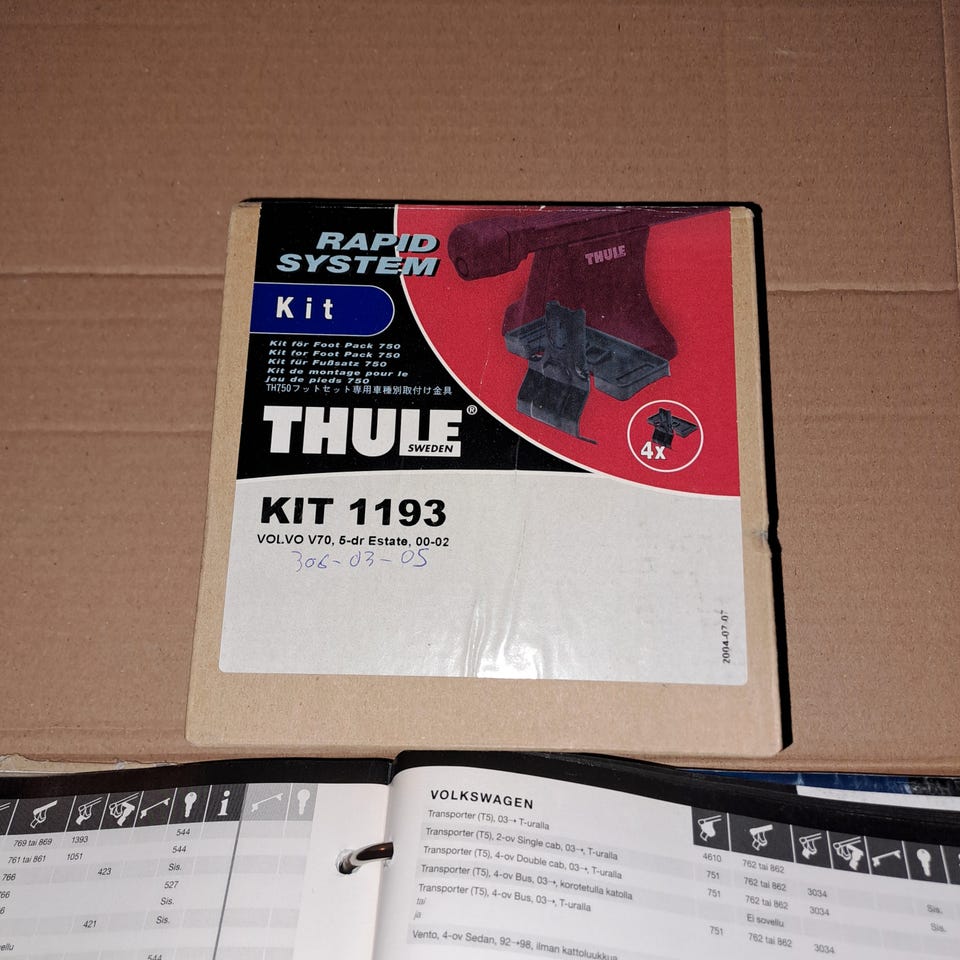 RAPID
SYSTEM
THULE
Kit
Kit för Foot Pack 750
Kit for Foot Pack 750
Kit für Fußsatz 750
Kit de montage pour le
jeu de pieds 750
TH750フットセット専用車種別取付け金具
THULE®
SWEDEN
4x
KIT 1193
VOLVO V70, 5-dr Estate, 00-02
306-03-05
2004-07-07
544
769 tai 869 1393 544
761 tai 861 1051 Sis.
766 423 527
Sis.
421 Sis.
544
VOLKSWAGEN
Transporter (T5), 03→, T-uralla
Transporter (T5), 2-ov Single cab, 03→, T-uralla 4610 762 tai 862
Transporter (T5), 4-ov Double cab, 03→, T-uralla 751 762 tai 862 3034
Transporter (T5), 4-ov Bus, 03→, korotetulla katolla 751 762 tai 862 3034 Sis.
Transporter (T5), 4-ov Bus, 03→, T-uralla Ei sovellu Sis.
tai 751 762 tai 862 3034
ja
Vento, 4-ov Sedan, 92→98, ilman kattoluukkua